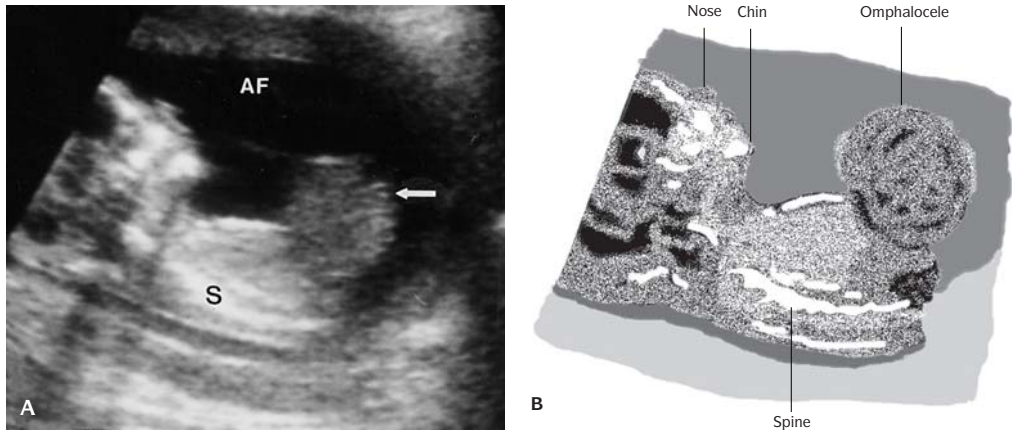 AF
S
A
Nose
Chin
Omphalocele
B
Spine